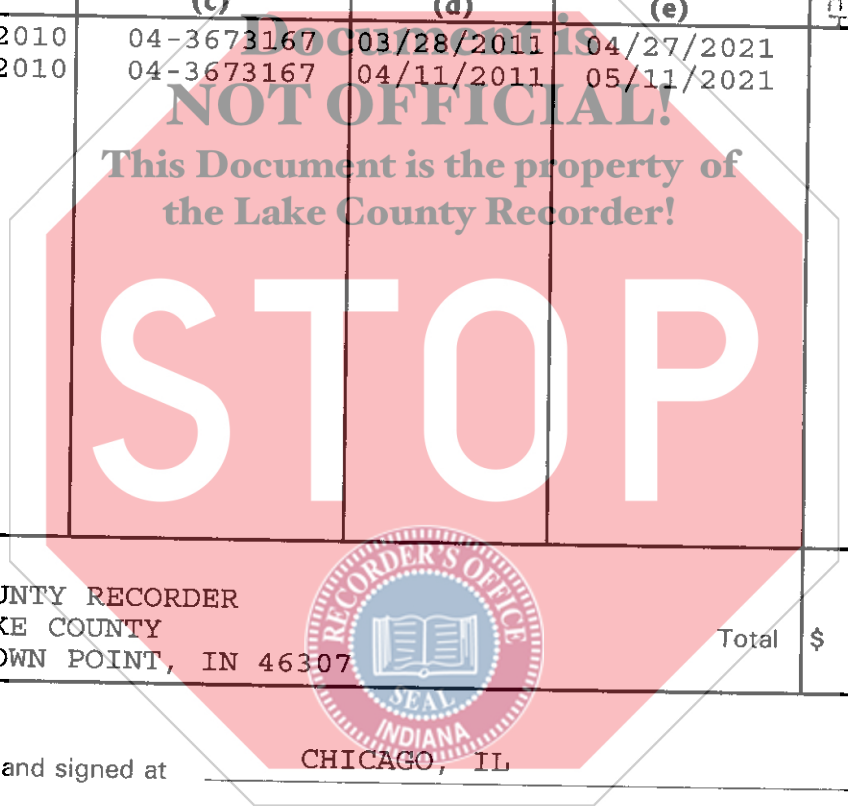 (c) (d) (e)
Document is
2010 04-3673167 03/28/2011 04/27/2021
2010 04-3673167 04/11/2011 05/11/2021
NOT OFFICIAL!
This Document is the property of
the Lake County Recorder!
STOP
UNTY RECORDER
KE COUNTY
OWN POINT, IN 46307
Total $
RECORDER'S OFFICE
SEAL
INDIANA
and signed at CHICAGO, IL